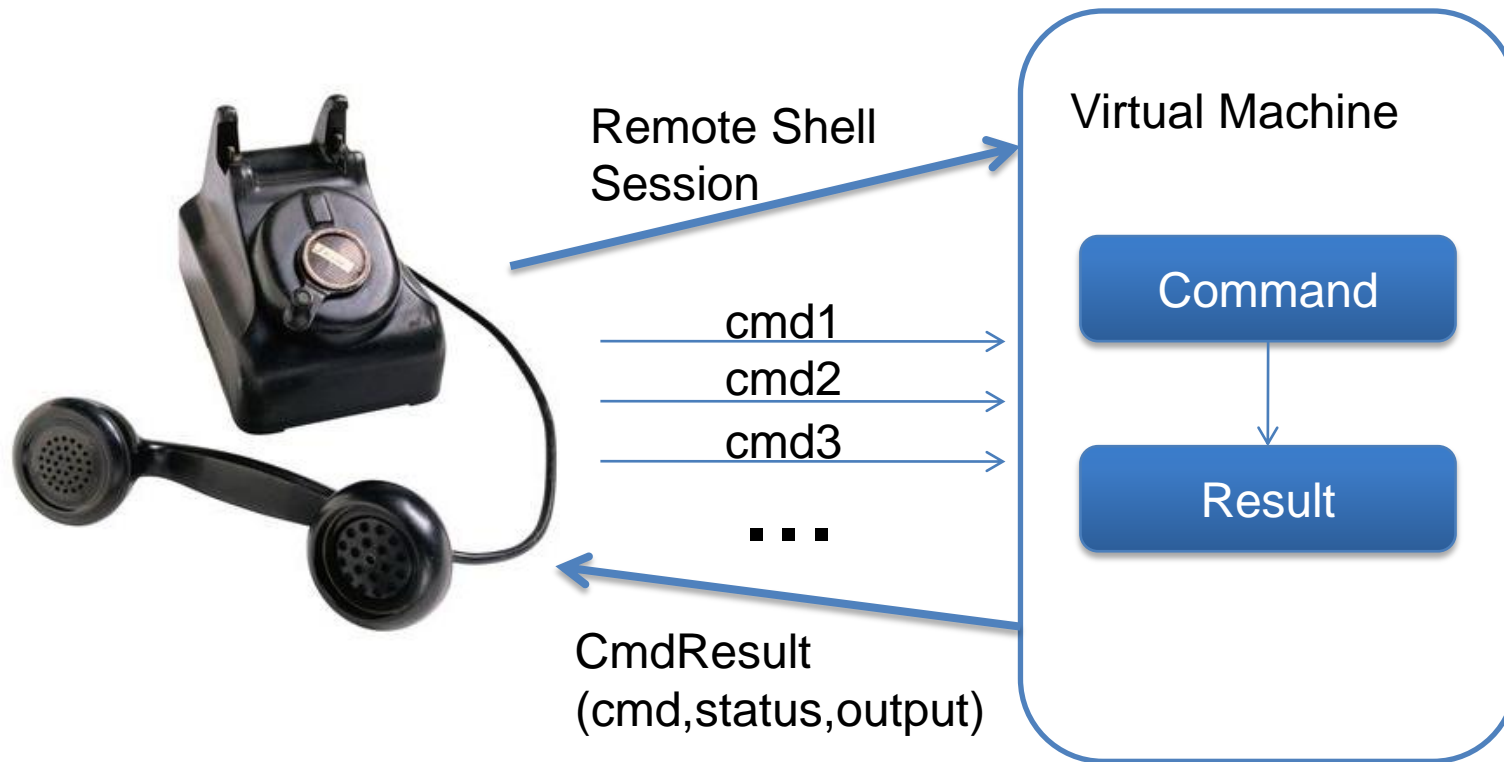 Remote Shell
Session
Virtual Machine
Command
cmd1
cmd2
cmd3
Result
...
CmdResult
(cmd,status,output)